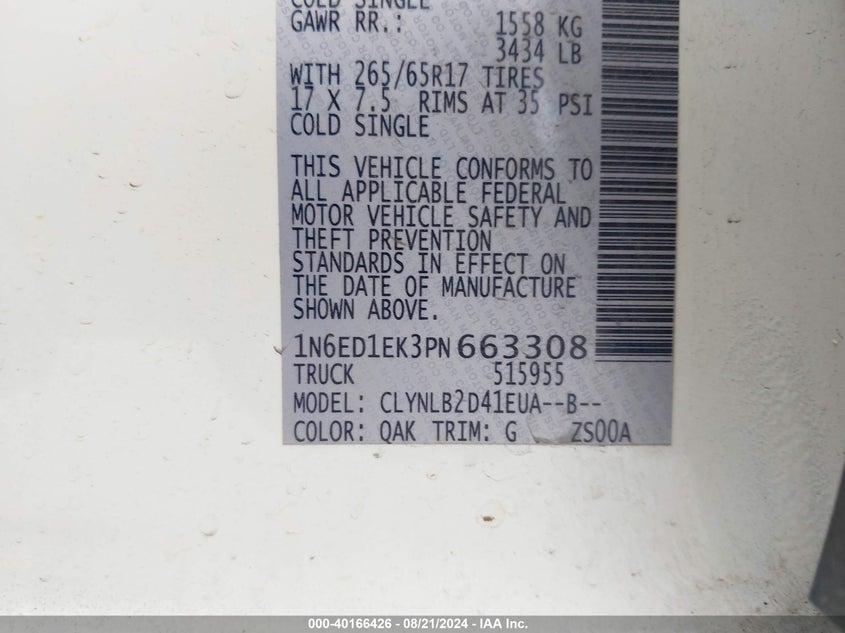 COLD SINGLE
GAWR RR.: 1558 KG
3434 LB
WITH 265/65R17 TIRES
17 X 7.5 RIMS AT 35 PSI
COLD SINGLE
THIS VEHICLE CONFORMS TO
ALL APPLICABLE FEDERAL
MOTOR VEHICLE SAFETY AND
THEFT PREVENTION
STANDARDS IN EFFECT ON
THE DATE OF MANUFACTURE
SHOWN ABOVE.
1N6ED1EK3PN663308
TRUCK 515955
MODEL: CLYNLB2D41EUA--B--
COLOR: QAK TRIM: G ZS00A
000-40166426 - 08/21/2024 - IAA Inc.